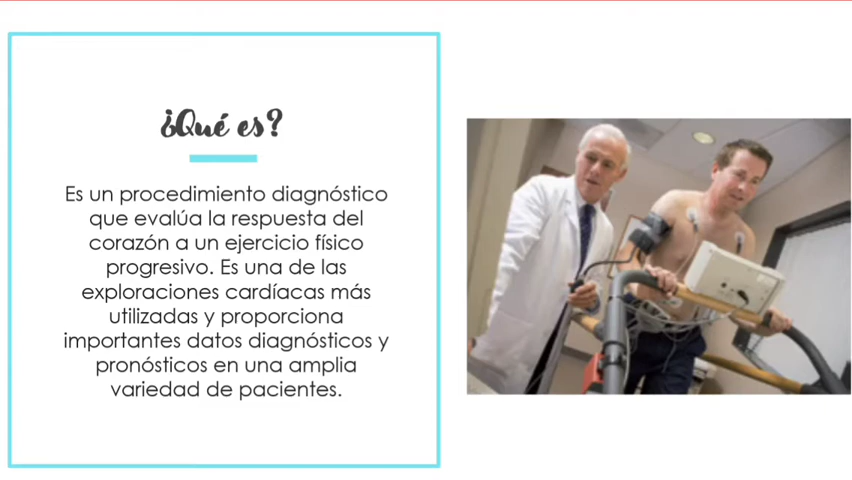 ¿Qué es?
Es un procedimiento diagnóstico
que evalúa la respuesta del
corazón a un ejercicio físico
progresivo. Es una de las
exploraciones cardíacas más
utilizadas y proporciona
importantes datos diagnósticos y
pronósticos en una amplia
variedad de pacientes.